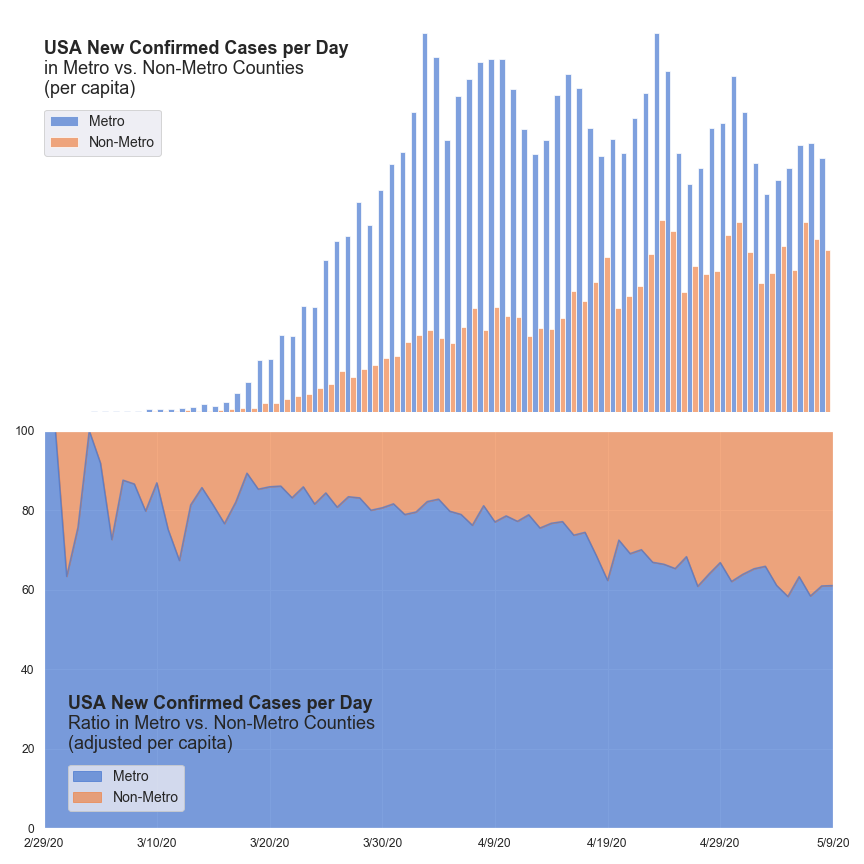 USA New Confirmed Cases per Day
in Metro vs. Non-Metro Counties
(per capita)
Metro
Non-Metro
100
80
60
40
20
0
USA New Confirmed Cases per Day
Ratio in Metro vs. Non-Metro Counties
(adjusted per capita)
Metro
Non-Metro
2/29/20 3/10/20 3/20/20 3/30/20 4/9/20 4/19/20 4/29/20 5/9/20